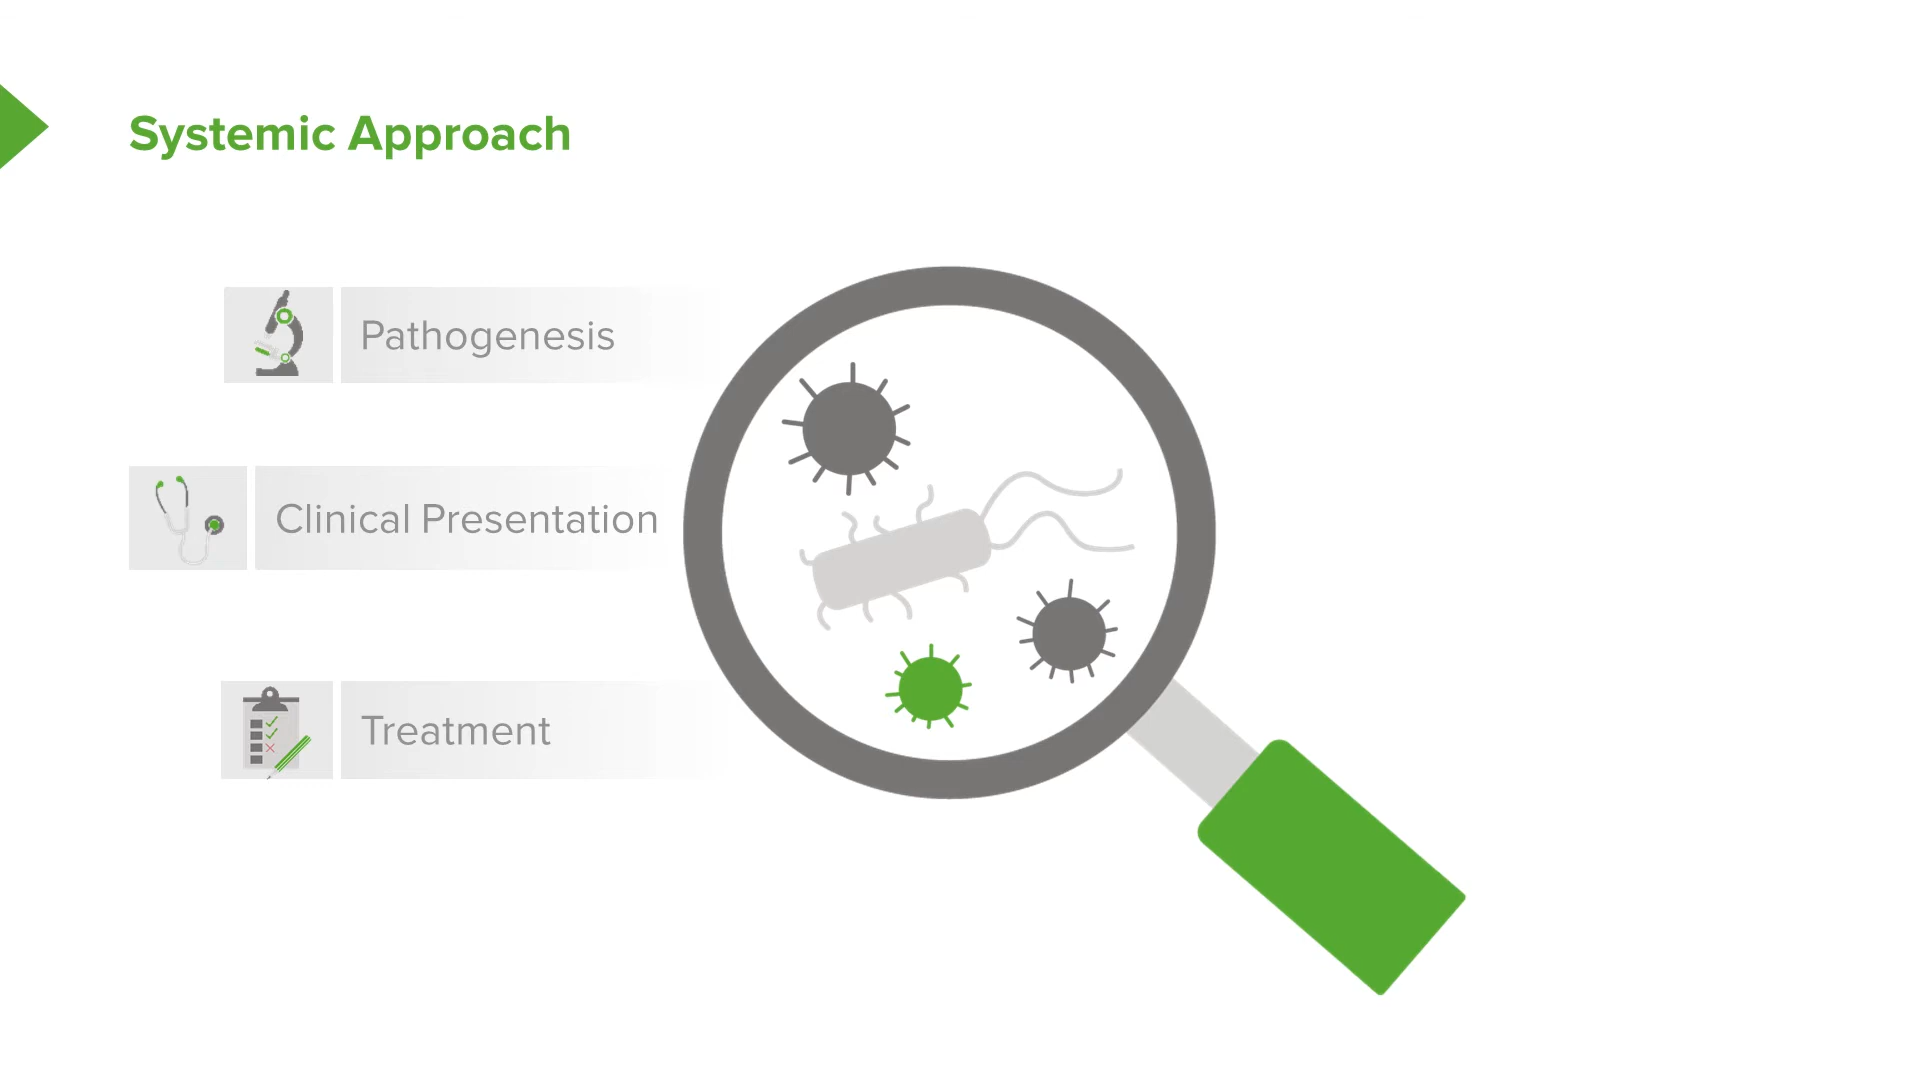 Systemic Approach
Pathogenesis
Clinical Presentation
Treatment